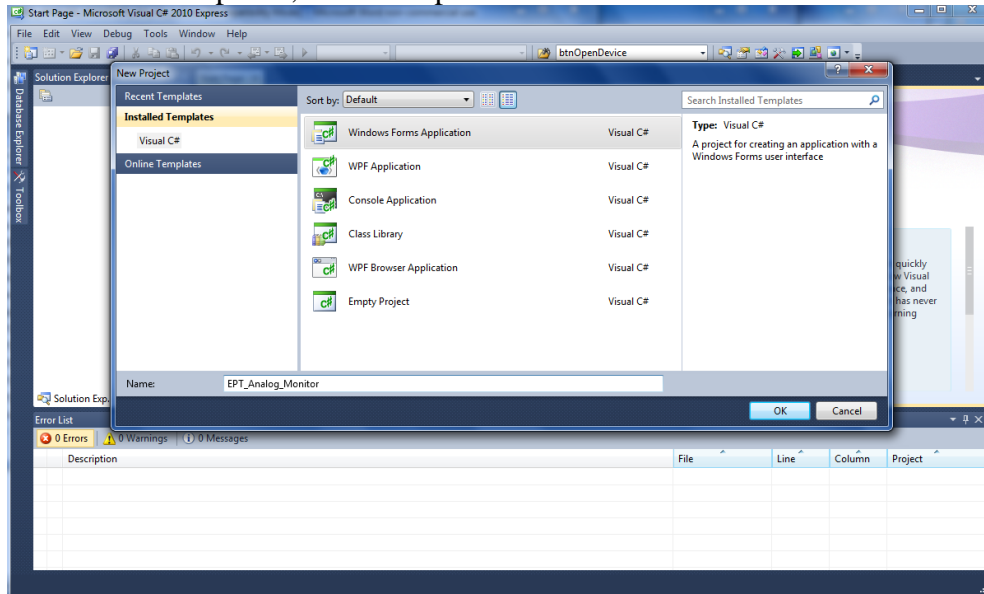 Start Page - Microsoft Visual C# 2010 Express
File Edit View Debug Tools Window Help
btnOpenDevice
Solution Explorer
New Project
Recent Templates
Installed Templates
Visual C#
Online Templates
Sort by: Default
Search Installed Templates
Windows Forms Application Visual C#
WPF Application Visual C#
Console Application Visual C#
Class Library Visual C#
WPF Browser Application Visual C#
Empty Project Visual C#
Type: Visual C#
A project for creating an application with a
Windows Forms user interface
Database Explorer
Toolbox
quickly
Visual
and
has never
Name: EPT_Analog_Monitor
OK Cancel
Solution Exp
Error List
0 Errors 0 Warnings 0 Messages
Description File Line Column Project